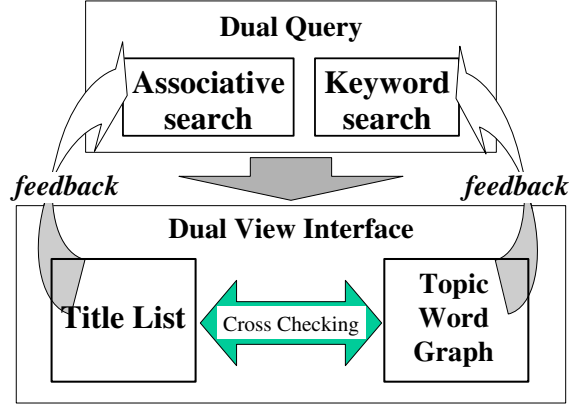 Dual Query
Associative
search
Keyword
search
feedback
feedback
Dual View Interface
Title List
Cross Checking
Topic
Word
Graph